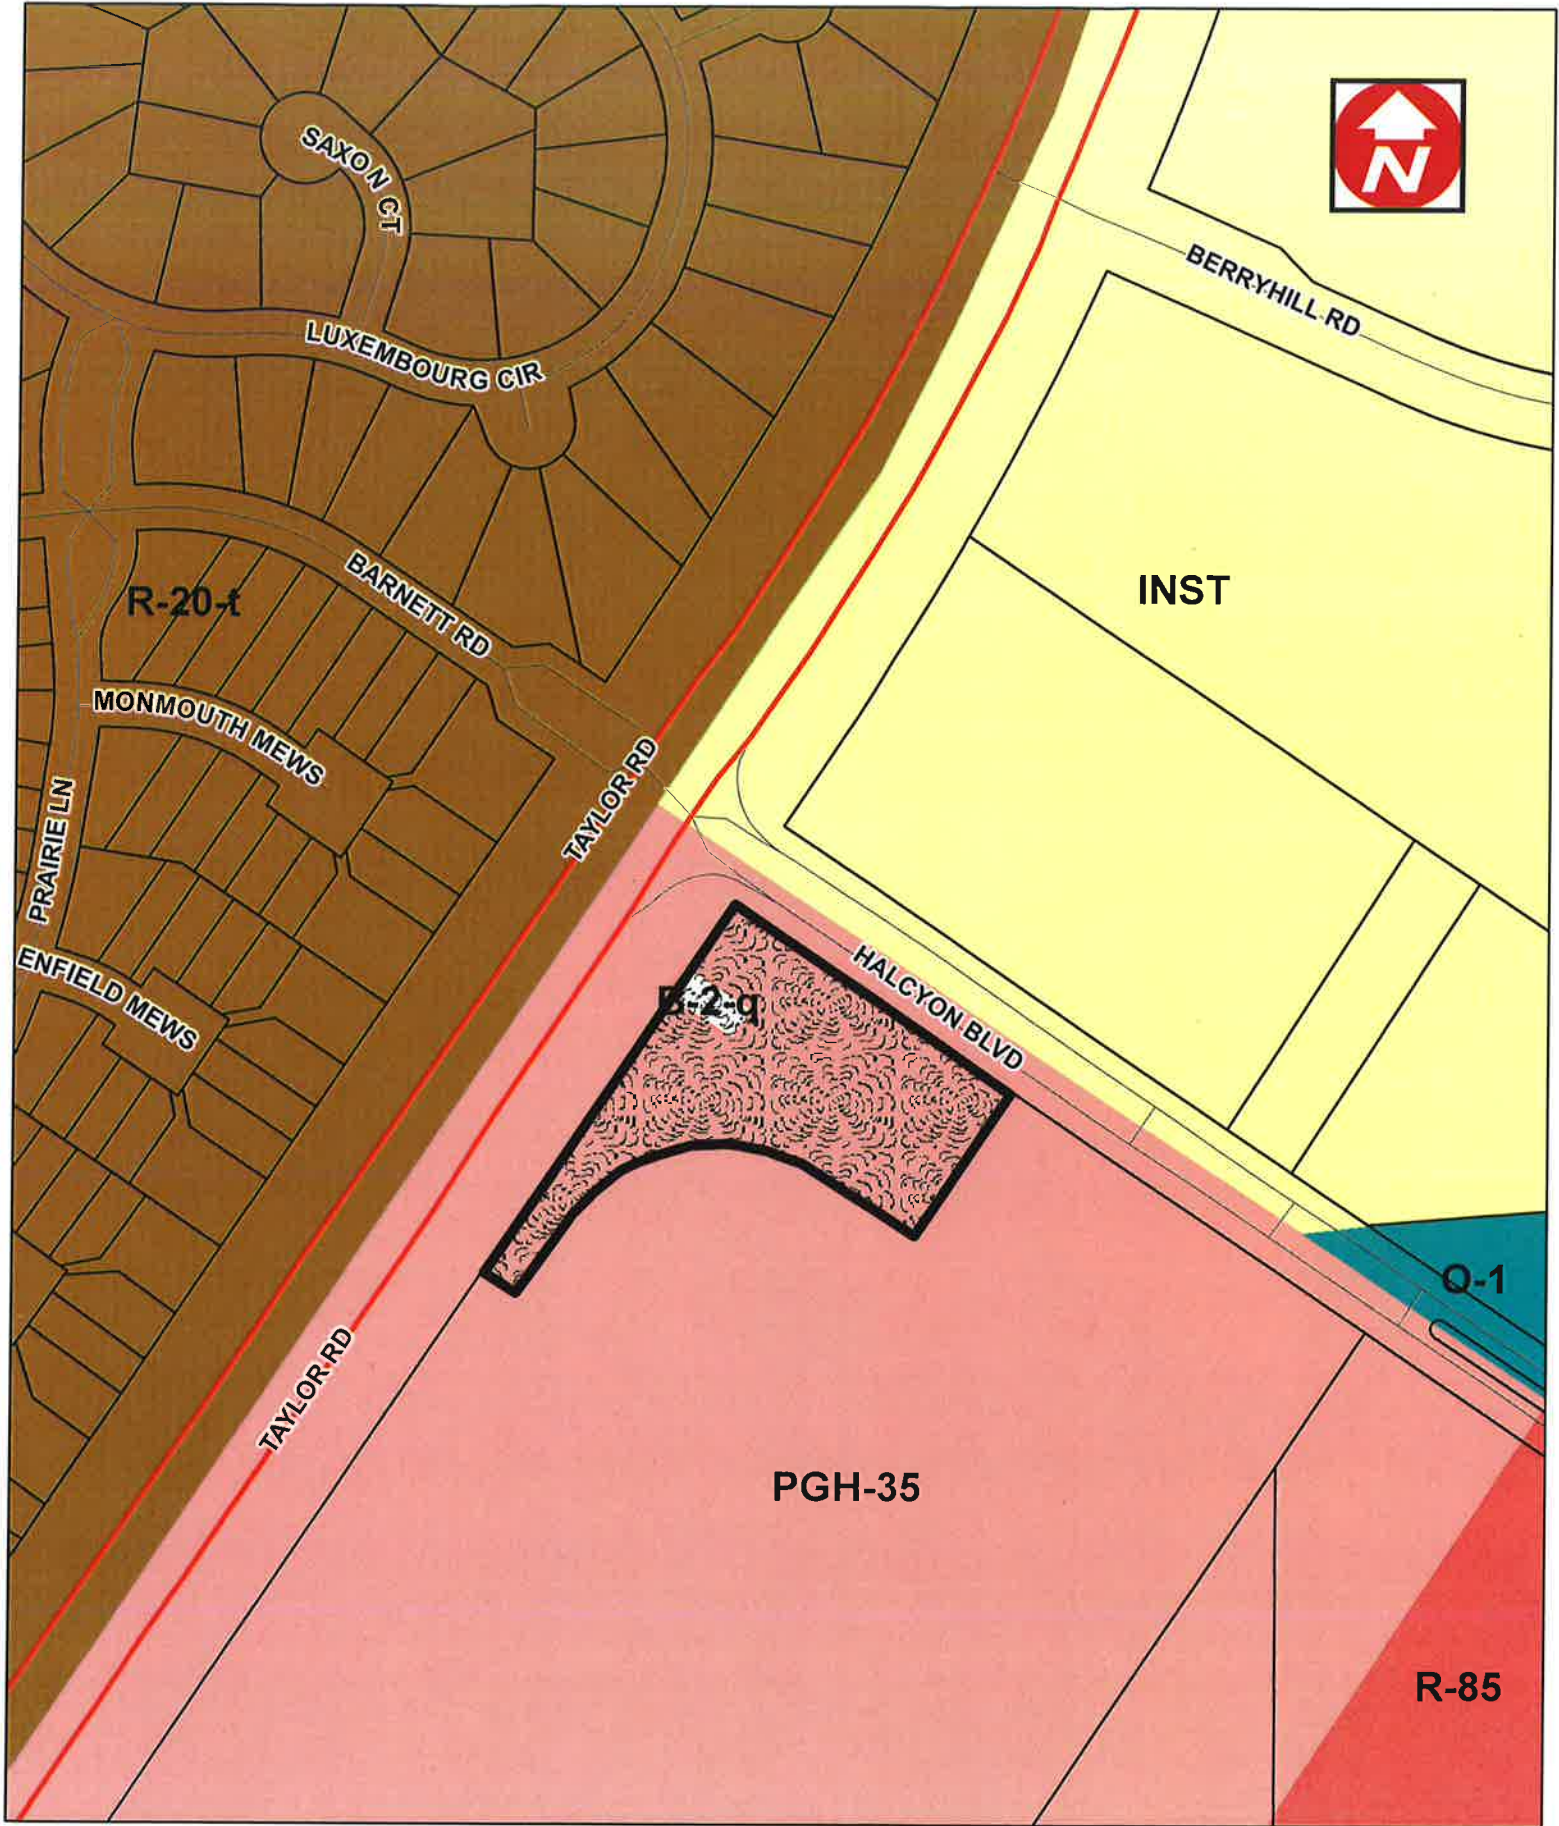 N
SAXON CT
BERRYHILL RD
LUXEMBOURG CIR
BARNETT RD
R-20-t
INST
MONMOUTH MEWS
TAYLOR RD
PRAIRIE LN
ENFIELD MEWS
HALCYON BLVD
B-2-q
O-1
TAYLOR RD
PGH-35
R-85